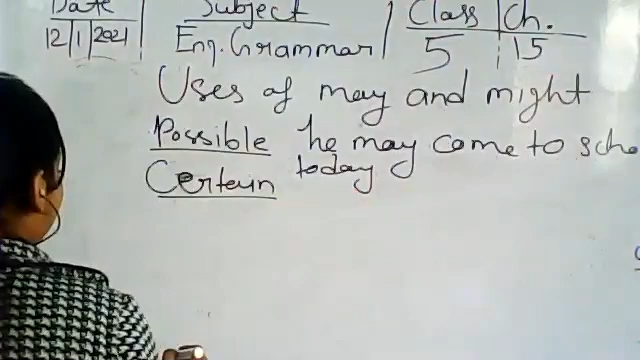 Date Subject Class Ch.
12 1 2021 Eng. Grammar 5 15
Uses of may and might
Possible he may come to scho
Certein today